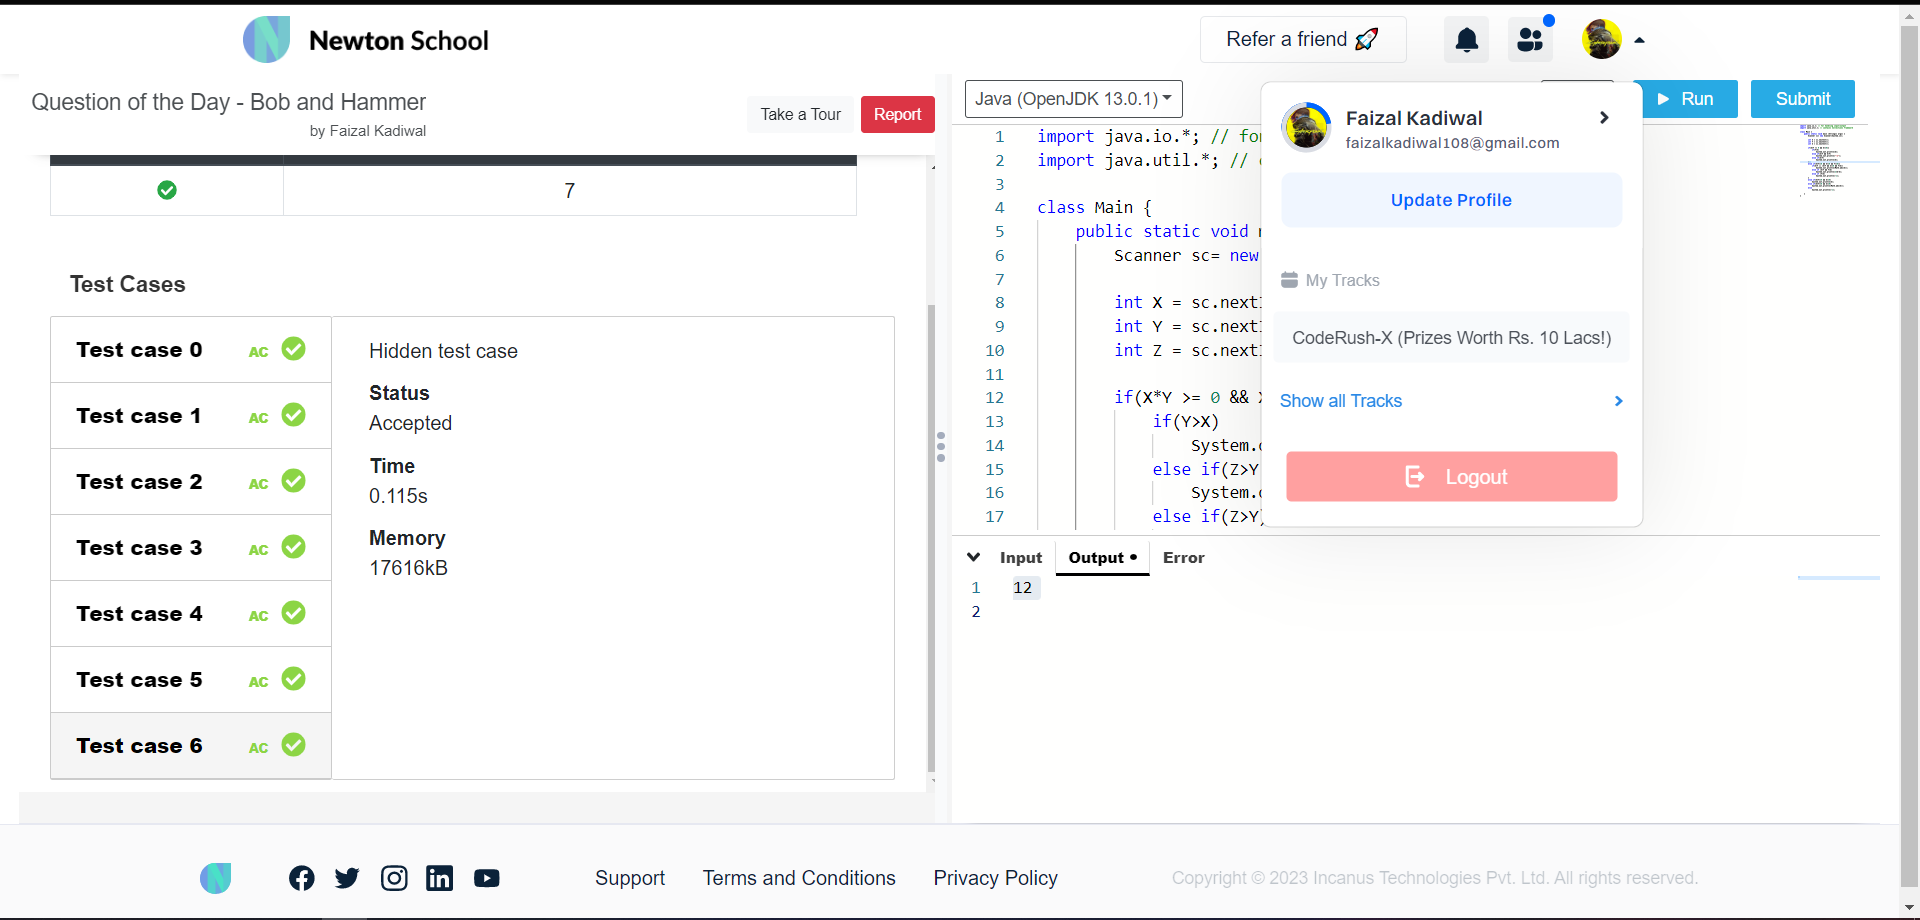 Newton School
Refer a friend
Question of the Day - Bob and Hammer
by Faizal Kadiwal
Take a Tour
Report
7
Test Cases
Test case 0 AC
Test case 1 AC
Test case 2 AC
Test case 3 AC
Test case 4 AC
Test case 5 AC
Test case 6 AC
Hidden test case
Status
Accepted
Time
0.115s
Memory
17616kB
Java (OpenJDK 13.0.1)
Run
Submit
1 import java.io.*; // fo
2 import java.util.*; //
3
4 class Main {
5 public static void
6 Scanner sc= new
7
8 int X = sc.next
9 int Y = sc.next
10 int Z = sc.next
11
12 if(X*Y >= 0 &&
13 if(Y>X)
14 System.
15 else if(Z>Y
16 System.
17 else if(Z>Y)
Faizal Kadiwal
faizalkadiwal108@gmail.com
Update Profile
My Tracks
CodeRush-X (Prizes Worth Rs. 10 Lacs!)
Show all Tracks
Logout
Input
Output •
Error
1 12
2
Support
Terms and Conditions
Privacy Policy
Copyright © 2023 Incanus Technologies Pvt. Ltd. All rights reserved.